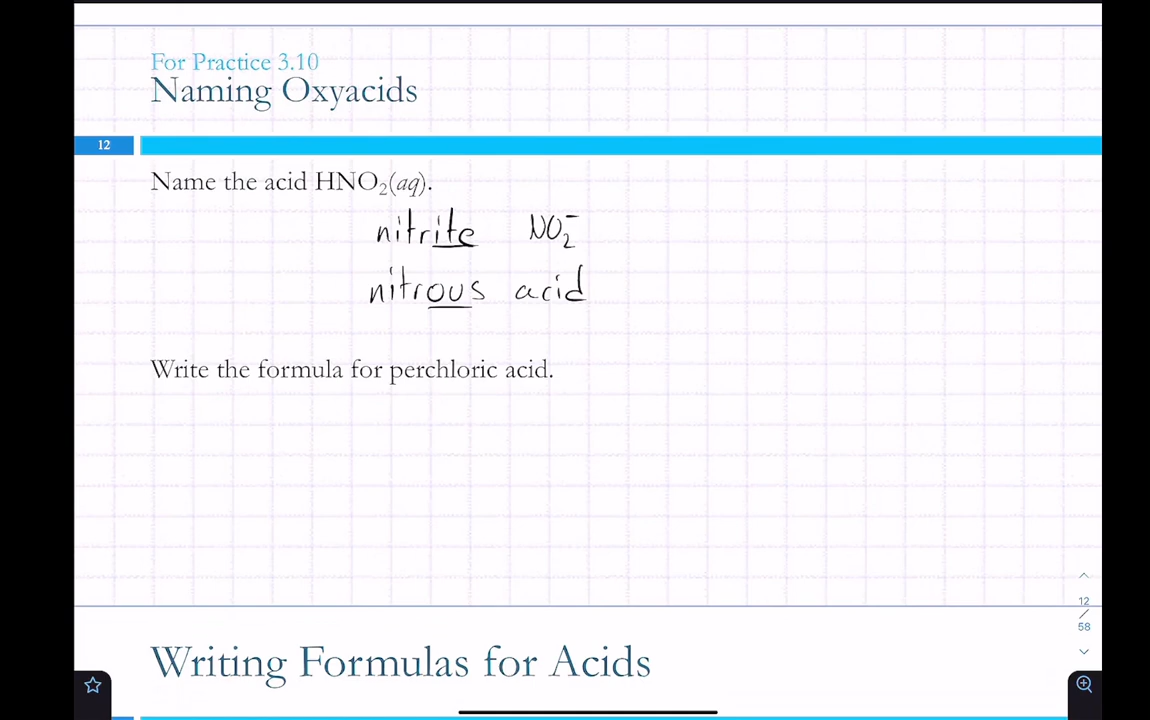 For Practice 3.10
Naming Oxyacids
12
Name the acid HNO₂(aq).
nitrite NO₂⁻
nitrous acid
Write the formula for perchloric acid.
12
/
58
Writing Formulas for Acids